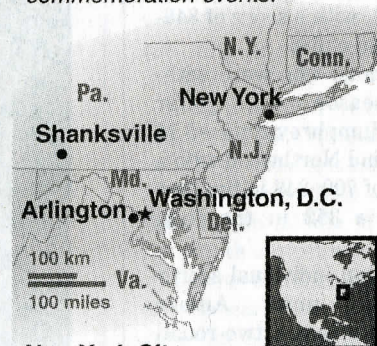 commemoration events.
N.Y.
Conn.
Pa.
New York
Shanksville
N.J.
Md.
Arlington
Washington, D.C.
Del.
100 km
Va.
100 miles
New York City